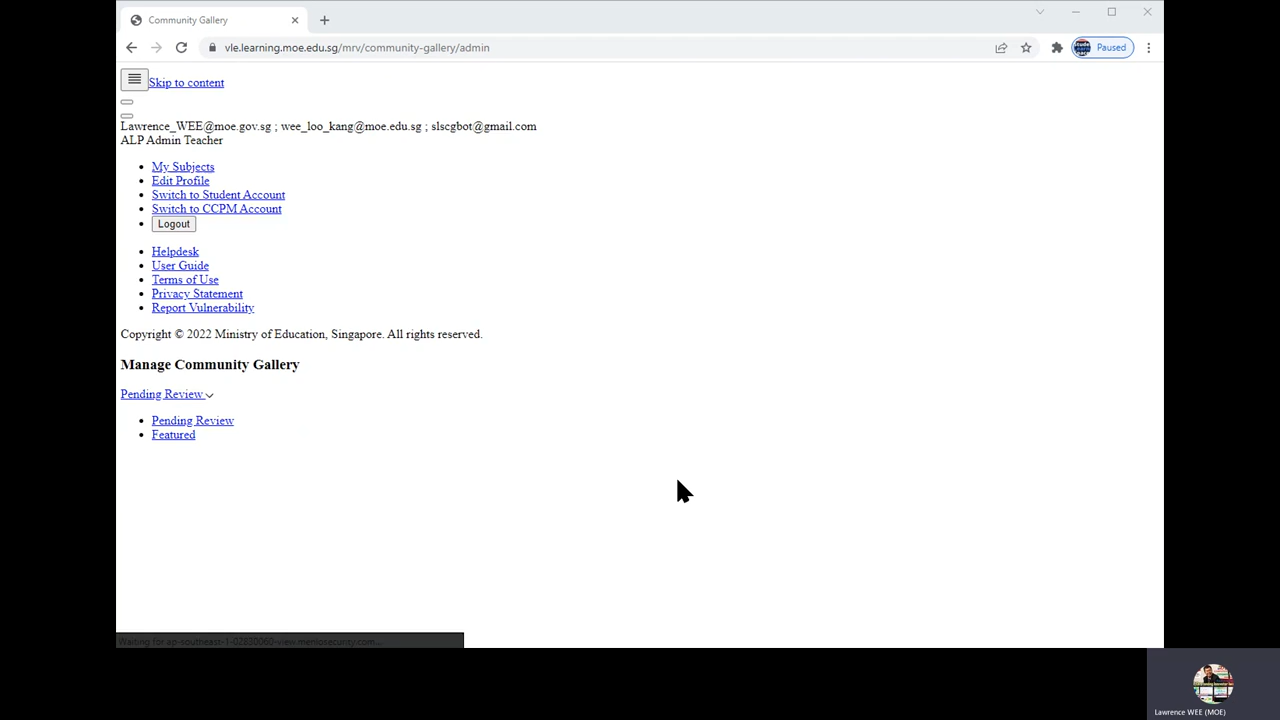 Community Gallery
vle.learning.moe.edu.sg/mrv/community-gallery/admin
Paused
Skip to content
Lawrence_WEE@moe.gov.sg ; wee_loo_kang@moe.edu.sg ; slscgbot@gmail.com
ALP Admin Teacher
My Subjects
Edit Profile
Switch to Student Account
Switch to CCPM Account
Logout
Helpdesk
User Guide
Terms of Use
Privacy Statement
Report Vulnerability
Copyright © 2022 Ministry of Education, Singapore. All rights reserved.
Manage Community Gallery
Pending Review
Pending Review
Featured
Waiting for
Lawrence WEE (MOE)